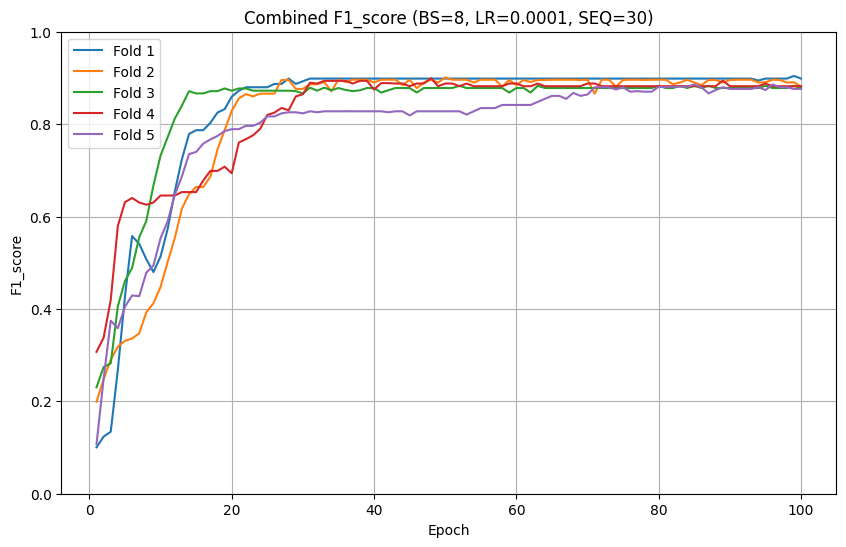 Combined F1_score (BS=8, LR=0.0001, SEQ=30)
Fold 1
Fold 2
Fold 3
Fold 4
Fold 5
F1_score
1.0
0.8
0.6
0.4
0.2
0.0
0 20 40 60 80 100
Epoch